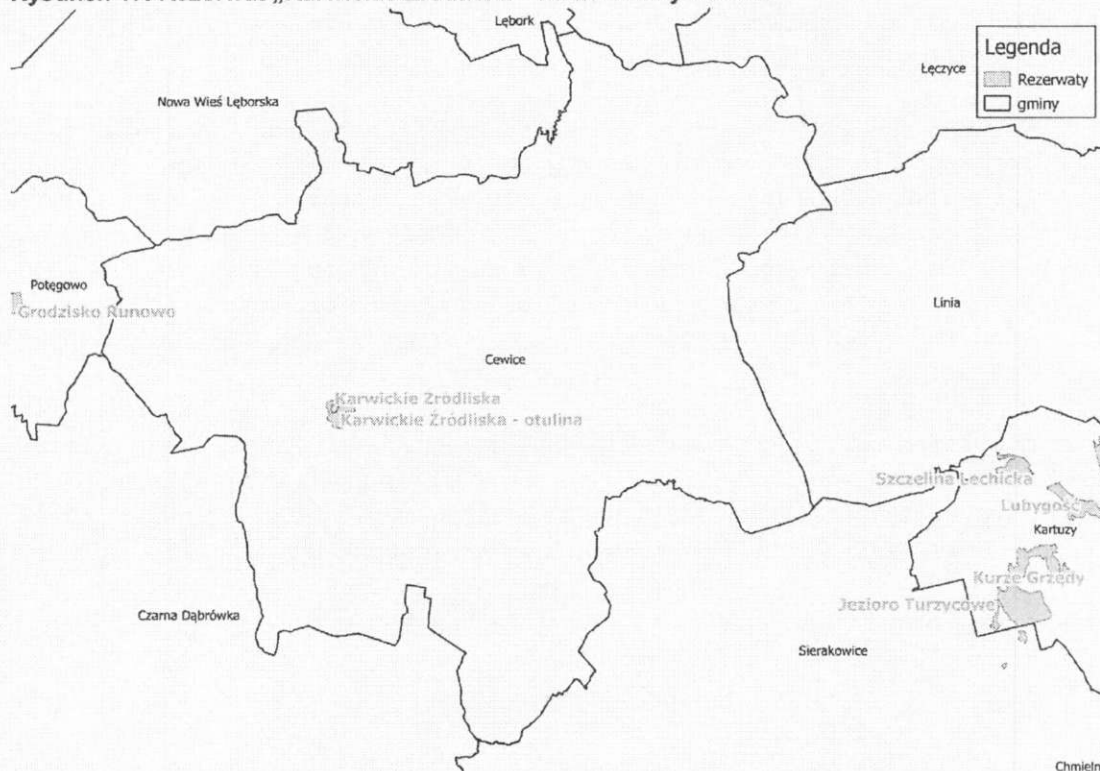 Lębork
Legenda
Rezerwaty
gminy
Łęczyce
Nowa Wieś Lęborska
Potęgowo
Grodzisko Runowo
Linia
Cewice
Karwickie Źródliska
Karwickie Źródliska - otulina
Szczelina Lechicka
Lubygość
Kartuzy
Kurze Grzędy
Jezioro Turzycowe
Czarna Dąbrówka
Sierakowice
Chmieln